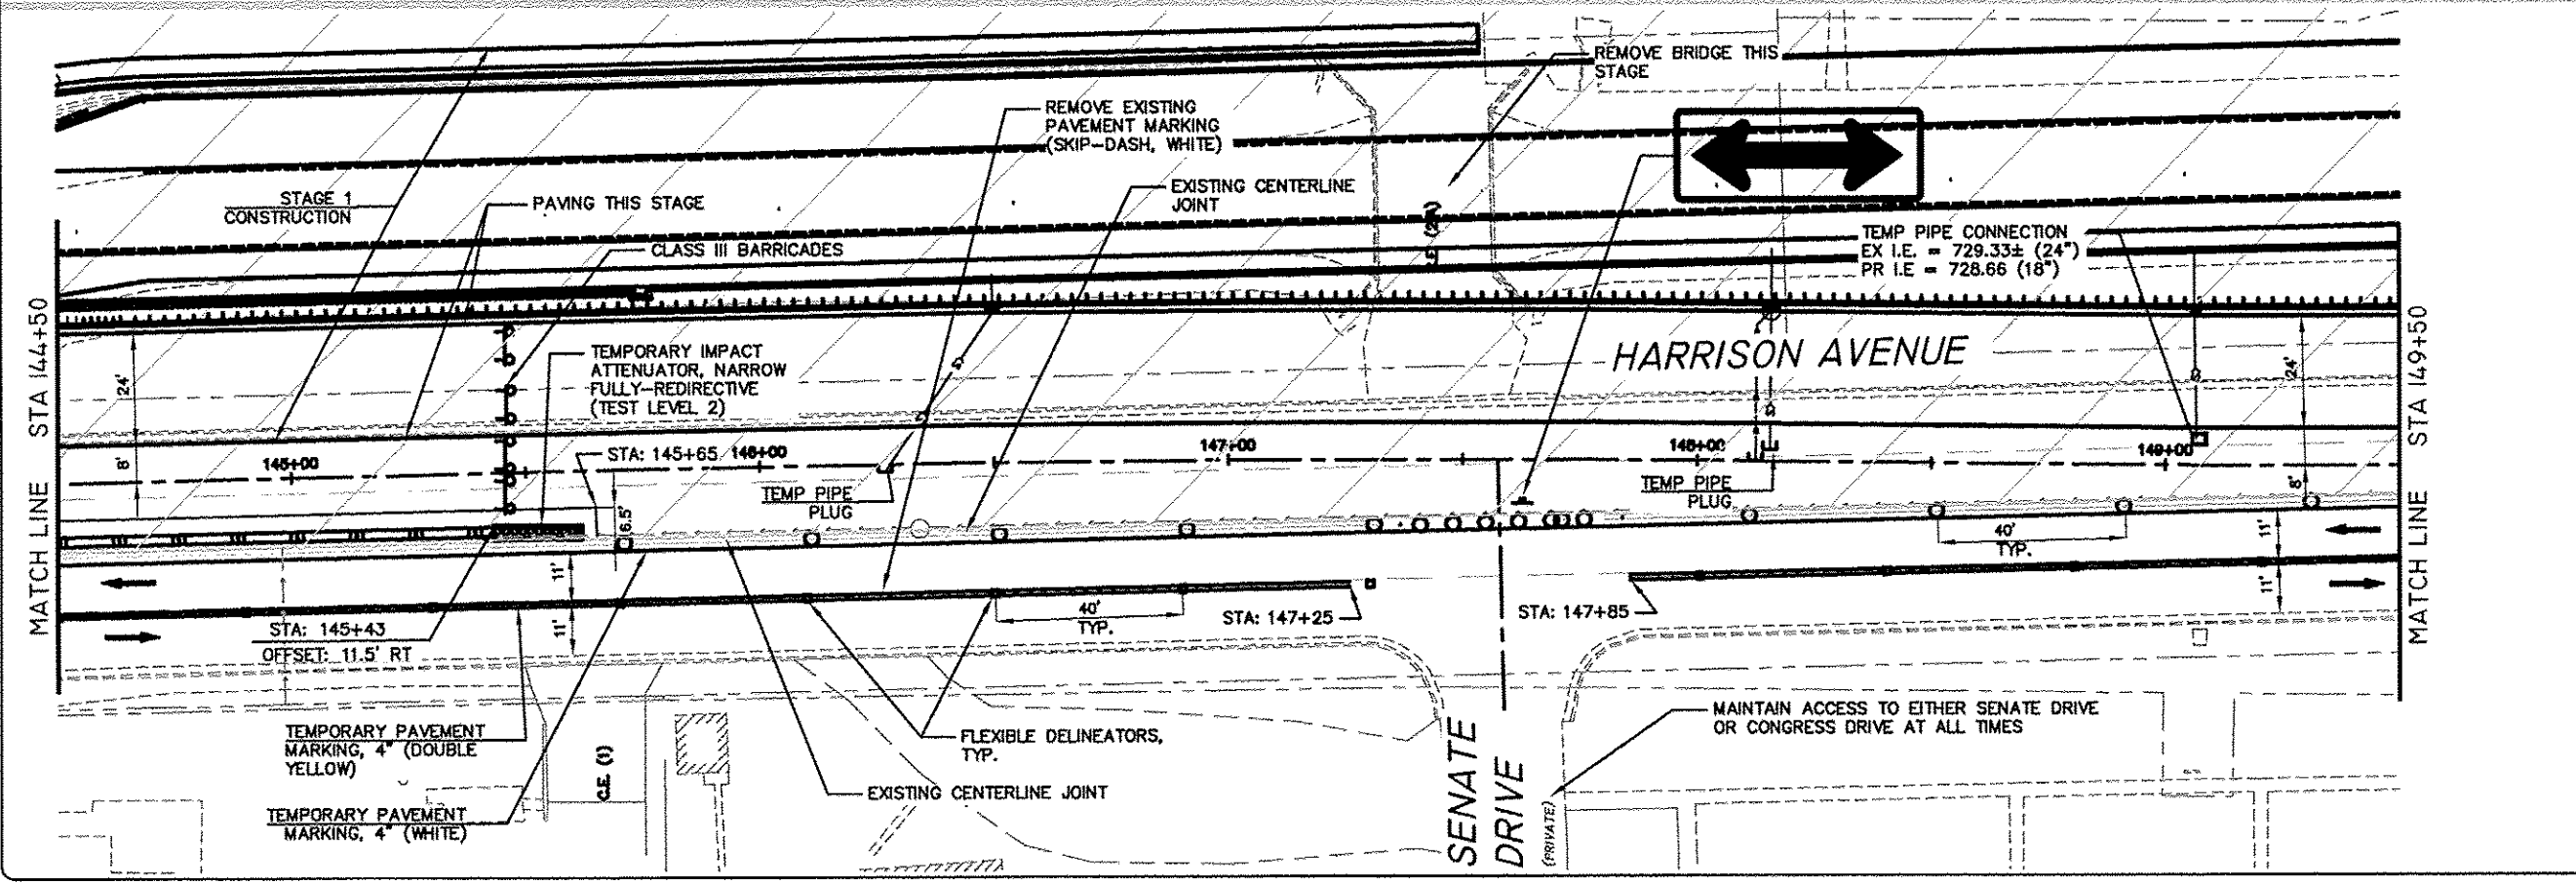 REMOVE BRIDGE THIS
STAGE
REMOVE EXISTING
PAVEMENT MARKING
(SKIP-DASH, WHITE)
STAGE 1
CONSTRUCTION
PAVING THIS STAGE
EXISTING CENTERLINE
JOINT
CLASS III BARRICADES
TEMP PIPE CONNECTION
EX I.E. = 729.33± (24")
PR I.E = 728.66 (18")
MATCH LINE STA 144+50
24'
8'
TEMPORARY IMPACT
ATTENUATOR, NARROW
FULLY-REDIRECTIVE
(TEST LEVEL 2)
HARRISON AVENUE
24'
8'
MATCH LINE STA 149+50
145+00
STA: 145+65
146+00
147+00
148+00
149+00
TEMP PIPE
PLUG
TEMP PIPE
PLUG
6.5'
11'
11'
40'
TYP.
40'
TYP.
11'
11'
STA: 145+43
OFFSET: 11.5' RT
STA: 147+25
STA: 147+85
TEMPORARY PAVEMENT
MARKING, 4" (DOUBLE
YELLOW)
C.E. (1)
FLEXIBLE DELINEATORS,
TYP.
EXISTING CENTERLINE JOINT
TEMPORARY PAVEMENT
MARKING, 4" (WHITE)
SENATE
DRIVE
(PRIVATE)
MAINTAIN ACCESS TO EITHER SENATE DRIVE
OR CONGRESS DRIVE AT ALL TIMES